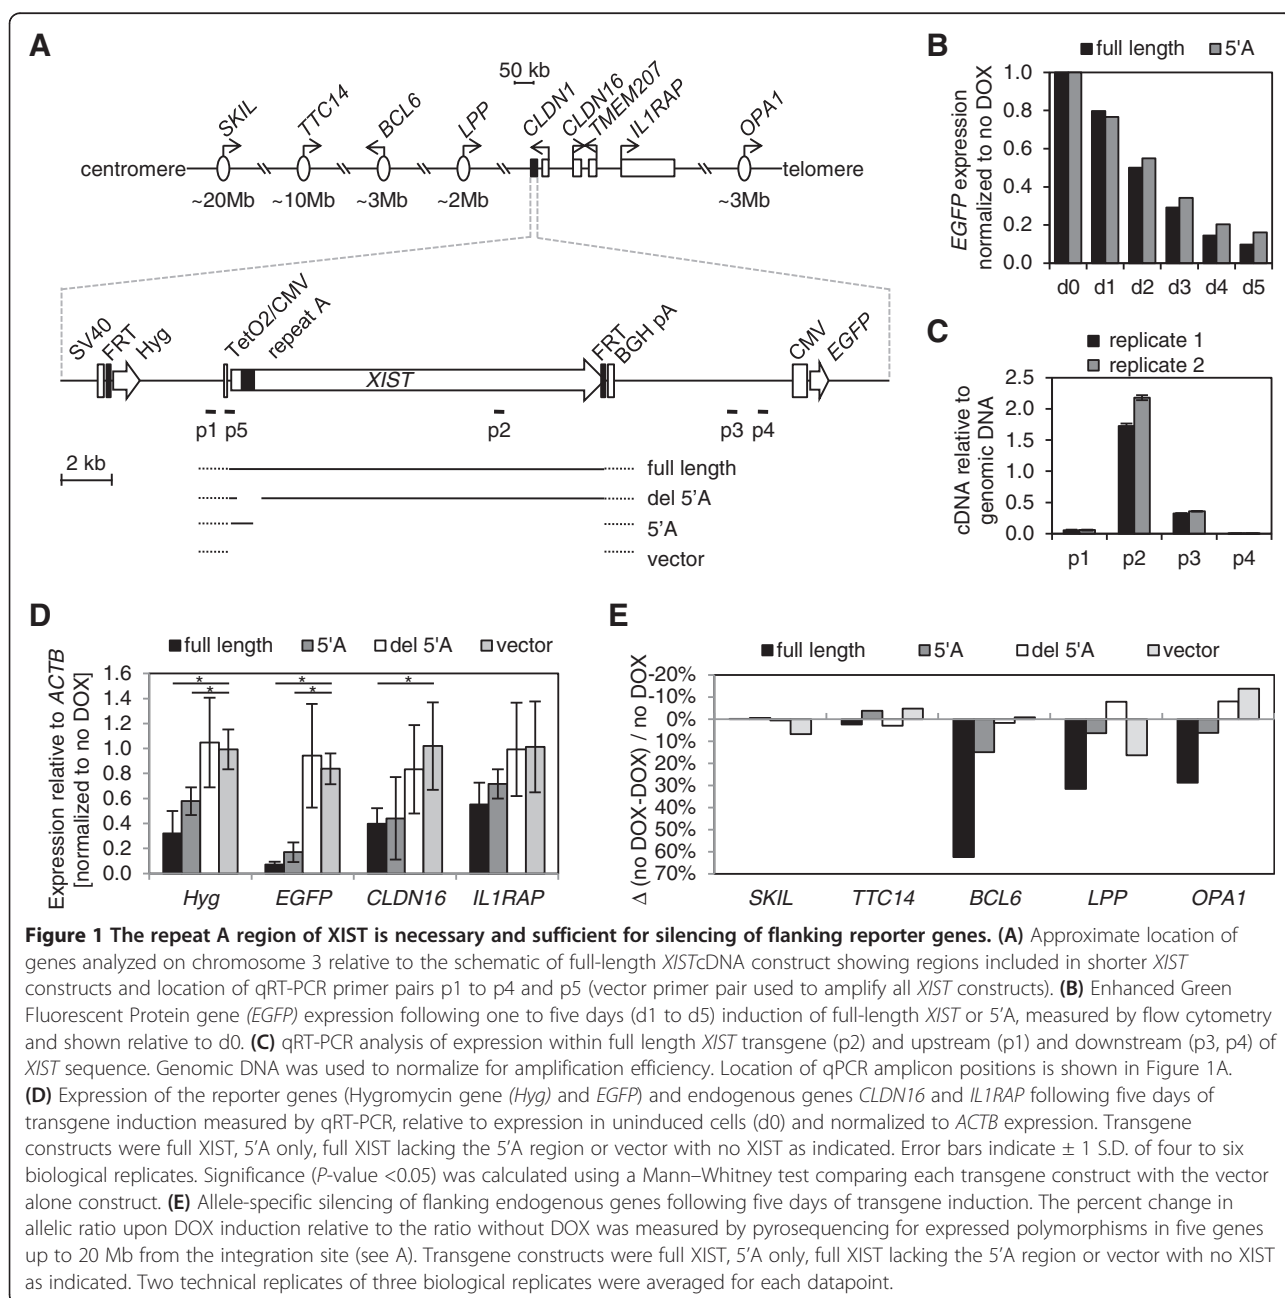 A
50 kb
SKIL TTC14 BCL6 LPP CLDN1 CLDN16 TMEM207 IL1RAP OPA1
centromere telomere
~20Mb ~10Mb ~3Mb ~2Mb ~3Mb
SV40 FRT Hyg TetO2/CMV repeat A FRT BGH pA CMV EGFP
XIST
p1 p5 p2 p3 p4
2 kb
full length
del 5'A
5'A
vector
B
full length 5'A
EGFP expression
normalized to no DOX
1.0
0.8
0.6
0.4
0.2
0.0
d0 d1 d2 d3 d4 d5
C
replicate 1
replicate 2
cDNA relative to
genomic DNA
2.5
2.0
1.5
1.0
0.5
0.0
p1 p2 p3 p4
D
full length 5'A del 5'A vector
Expression relative to ACTB
[normalized to no DOX]
1.6
1.4
1.2
1.0
0.8
0.6
0.4
0.2
0.0
* * * * *
Hyg EGFP CLDN16 IL1RAP
E
full length 5'A del 5'A vector
Δ (no DOX-DOX) / no DOX
-20%
-10%
0%
10%
20%
30%
40%
50%
60%
70%
SKIL TTC14 BCL6 LPP OPA1
Figure 1 The repeat A region of XIST is necessary and sufficient for silencing of flanking reporter genes. (A) Approximate location of
genes analyzed on chromosome 3 relative to the schematic of full-length XISTcDNA construct showing regions included in shorter XIST
constructs and location of qRT-PCR primer pairs p1 to p4 and p5 (vector primer pair used to amplify all XIST constructs). (B) Enhanced Green
Fluorescent Protein gene (EGFP) expression following one to five days (d1 to d5) induction of full-length XIST or 5'A, measured by flow cytometry
and shown relative to d0. (C) qRT-PCR analysis of expression within full length XIST transgene (p2) and upstream (p1) and downstream (p3, p4) of
XIST sequence. Genomic DNA was used to normalize for amplification efficiency. Location of qPCR amplicon positions is shown in Figure 1A.
(D) Expression of the reporter genes (Hygromycin gene (Hyg) and EGFP) and endogenous genes CLDN16 and IL1RAP following five days of
transgene induction measured by qRT-PCR, relative to expression in uninduced cells (d0) and normalized to ACTB expression. Transgene
constructs were full XIST, 5'A only, full XIST lacking the 5'A region or vector with no XIST as indicated. Error bars indicate ± 1 S.D. of four to six
biological replicates. Significance (P-value <0.05) was calculated using a Mann–Whitney test comparing each transgene construct with the vector
alone construct. (E) Allele-specific silencing of flanking endogenous genes following five days of transgene induction. The percent change in
allelic ratio upon DOX induction relative to the ratio without DOX was measured by pyrosequencing for expressed polymorphisms in five genes
up to 20 Mb from the integration site (see A). Transgene constructs were full XIST, 5'A only, full XIST lacking the 5'A region or vector with no XIST
as indicated. Two technical replicates of three biological replicates were averaged for each datapoint.